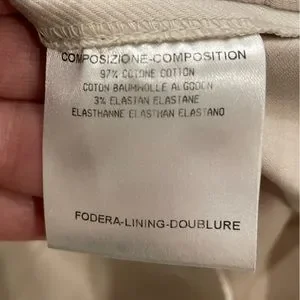 COMPOSIZIONE-COMPOSITION
97% COTONE COTTON
COTON BAUMWOLLE ALGODON
3% ELASTAN ELASTANE
ELASTHANNE ELASTHAN ELASTANO
FODERA-LINING-DOUBLURE